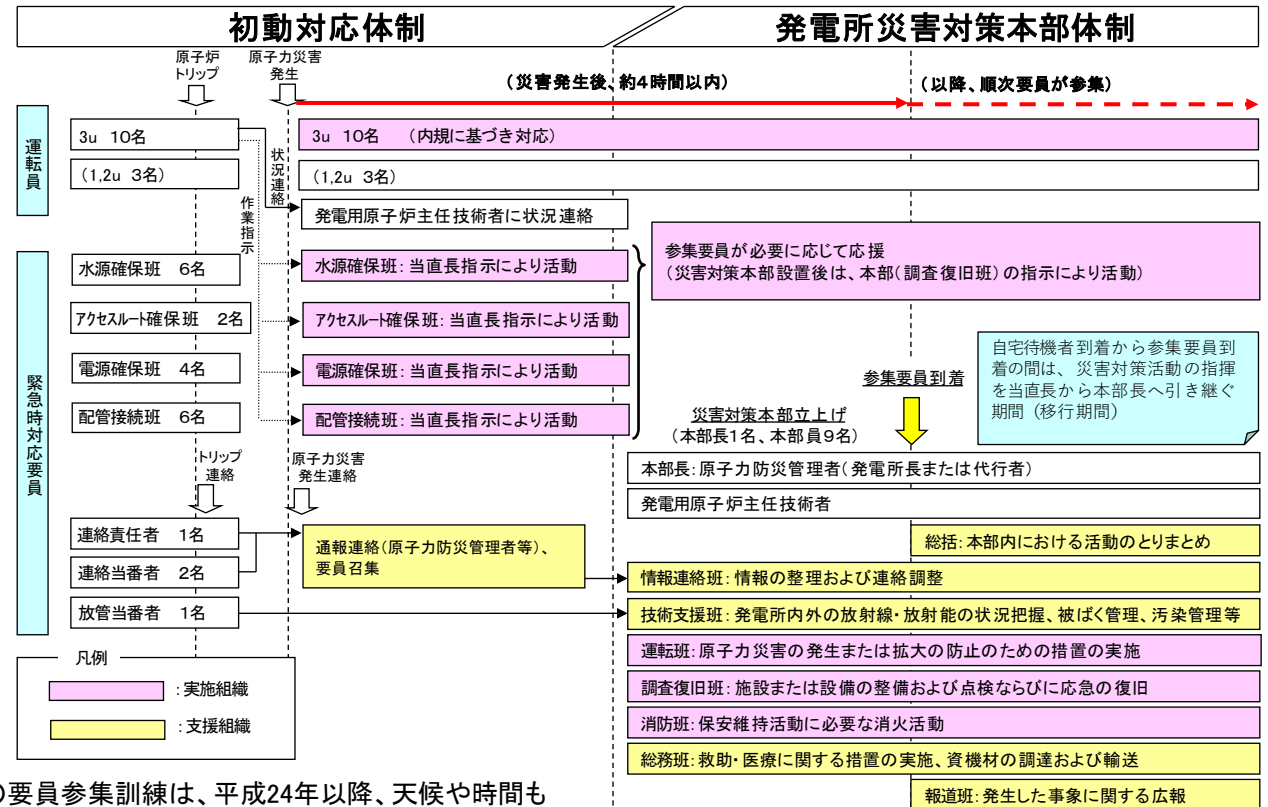 初動対応体制
発電所災害対策本部体制
原子炉
トリップ
原子力災害
発生
(災害発生後、約4時間以内)
(以降、順次要員が参集)
運転員
3u 10名
(1,2u 3名)
状況連絡
作業指示
3u 10名 (内規に基づき対応)
(1,2u 3名)
発電用原子炉主任技術者に状況連絡
緊急時対応要員
水源確保班 6名
アクセスルート確保班 2名
電源確保班 4名
配管接続班 6名
水源確保班:当直長指示により活動
アクセスルート確保班:当直長指示により活動
電源確保班:当直長指示により活動
配管接続班:当直長指示により活動
参集要員が必要に応じて応援
(災害対策本部設置後は、本部(調査復旧班)の指示により活動)
自宅待機者到着から参集要員到
着の間は、災害対策活動の指揮
を当直長から本部長へ引き継ぐ
期間(移行期間)
参集要員到着
災害対策本部立上げ
(本部長1名、本部員9名)
トリップ
連絡
原子力災害
発生連絡
連絡責任者 1名
連絡当番者 2名
放管当番者 1名
通報連絡(原子力防災管理者等)、
要員召集
本部長:原子力防災管理者(発電所長または代行者)
発電用原子炉主任技術者
総括:本部内における活動のとりまとめ
情報連絡班:情報の整理および連絡調整
技術支援班:発電所内外の放射線・放射能の状況把握、被ばく管理、汚染管理等
運転班:原子力災害の発生または拡大の防止のための措置の実施
調査復旧班:施設または設備の整備および点検ならびに応急の復旧
消防班:保安維持活動に必要な消火活動
総務班:救助・医療に関する措置の実施、資機材の調達および輸送
報道班:発生した事象に関する広報
凡例
:実施組織
:支援組織
の要員参集訓練は、平成24年以降、天候や時間も